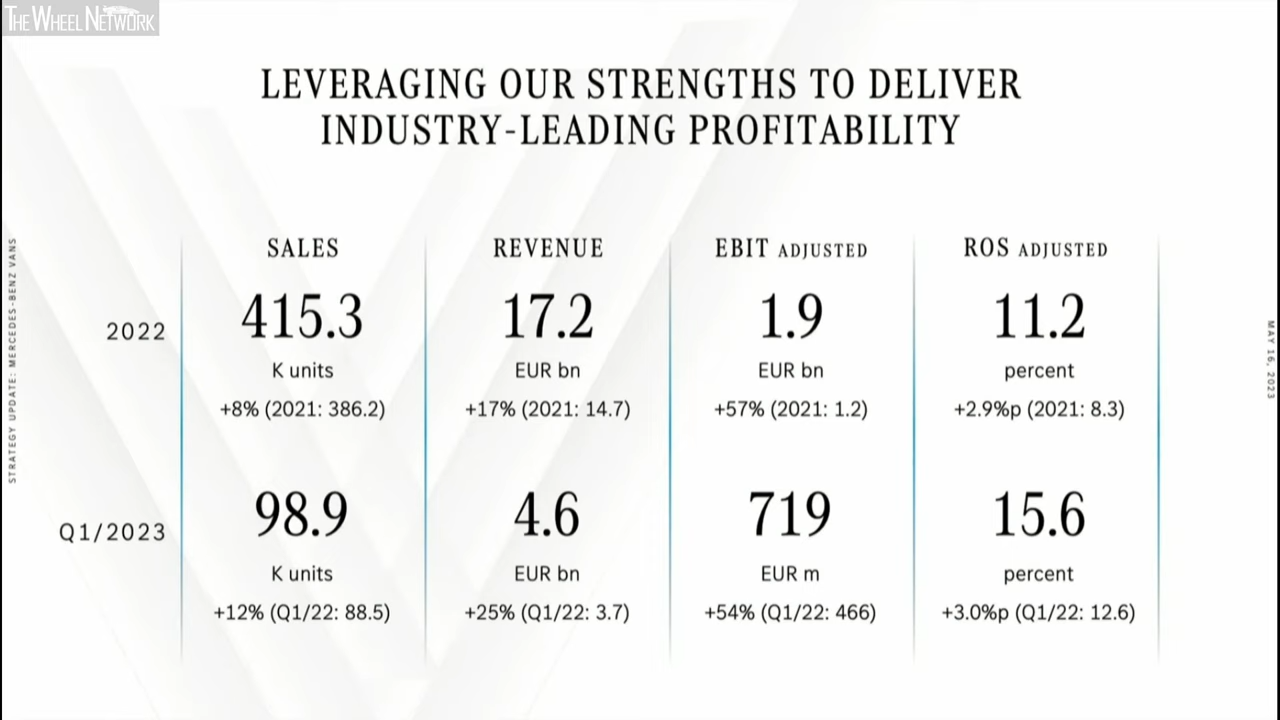 THE WHEEL NETWORK
LEVERAGING OUR STRENGTHS TO DELIVER
INDUSTRY-LEADING PROFITABILITY
STRATEGY UPDATE: MERCEDES-BENZ VANS
MAY 16, 2023
SALES REVENUE EBIT ADJUSTED ROS ADJUSTED
2022 415.3 17.2 1.9 11.2
K units EUR bn EUR bn percent
+8% (2021: 386.2) +17% (2021: 14.7) +57% (2021: 1.2) +2.9%p (2021: 8.3)
Q1/2023 98.9 4.6 719 15.6
K units EUR bn EUR m percent
+12% (Q1/22: 88.5) +25% (Q1/22: 3.7) +54% (Q1/22: 466) +3.0%p (Q1/22: 12.6)